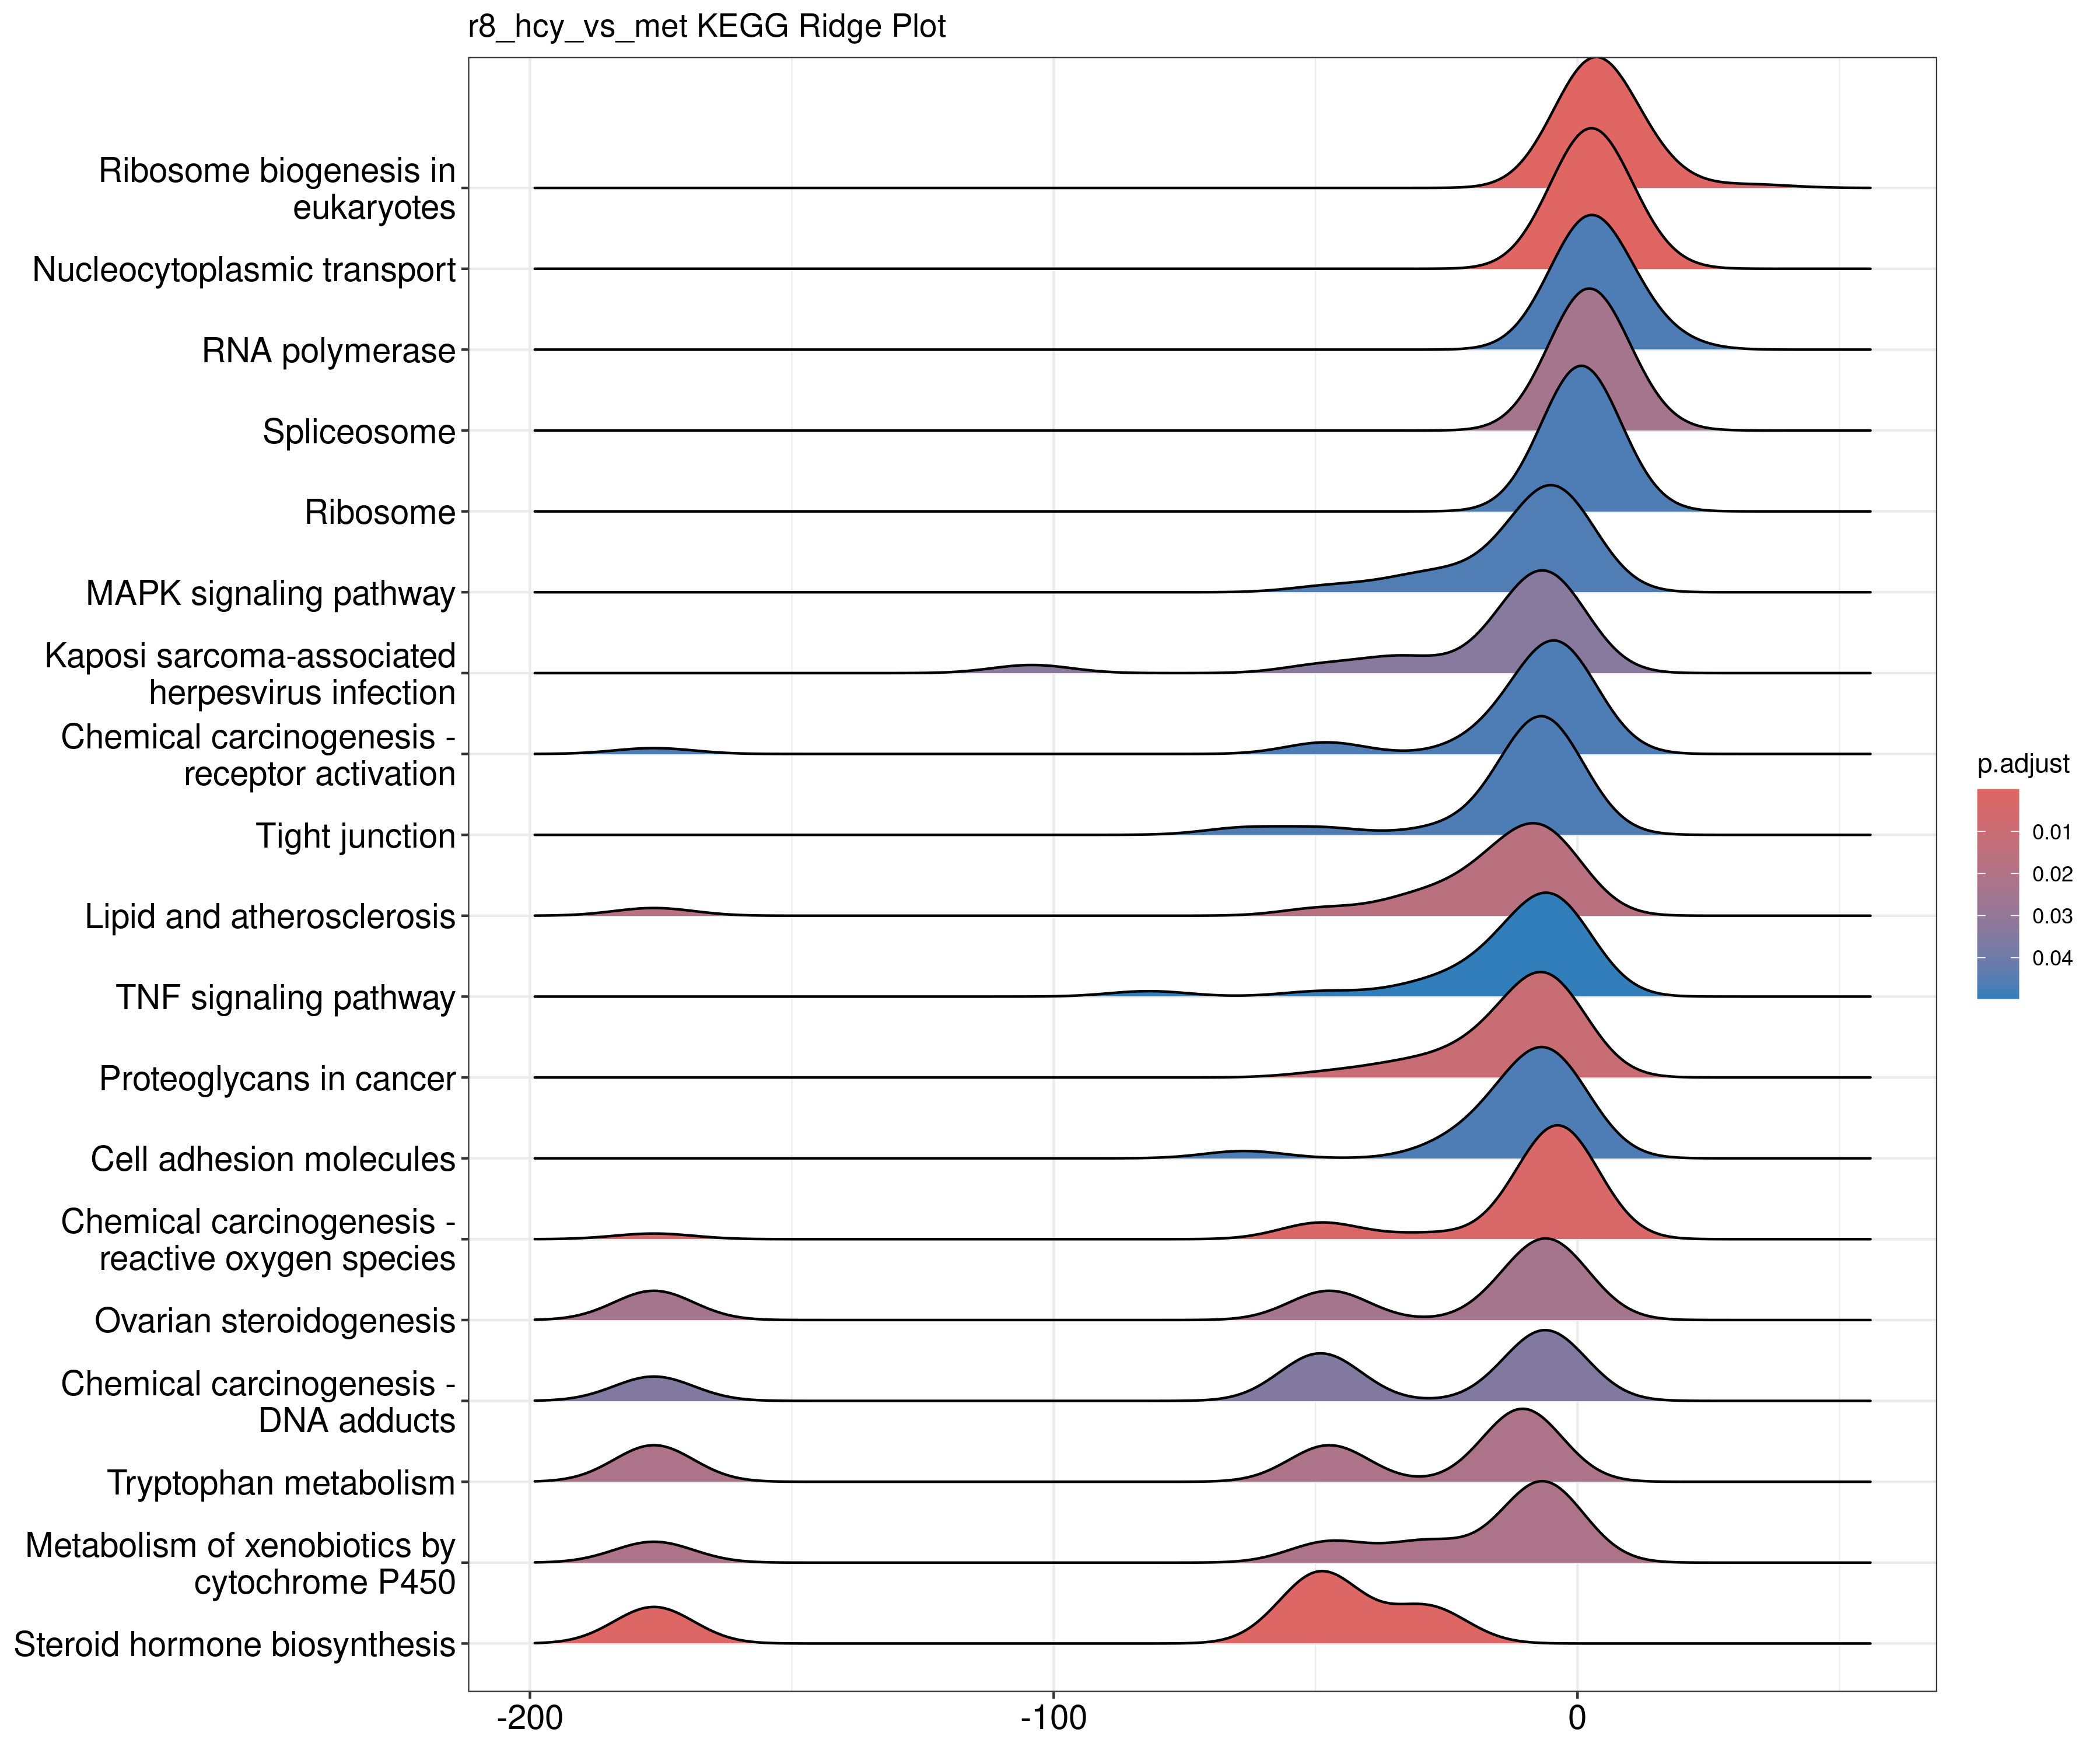 r8_hcy_vs_met KEGG Ridge Plot
Ribosome biogenesis in
eukaryotes
Nucleocytoplasmic transport
RNA polymerase
Spliceosome
Ribosome
MAPK signaling pathway
Kaposi sarcoma-associated
herpesvirus infection
Chemical carcinogenesis -
receptor activation
Tight junction
Lipid and atherosclerosis
TNF signaling pathway
Proteoglycans in cancer
Cell adhesion molecules
Chemical carcinogenesis -
reactive oxygen species
Ovarian steroidogenesis
Chemical carcinogenesis -
DNA adducts
Tryptophan metabolism
Metabolism of xenobiotics by
cytochrome P450
Steroid hormone biosynthesis
-200
-100
0
p.adjust
0.01
0.02
0.03
0.04